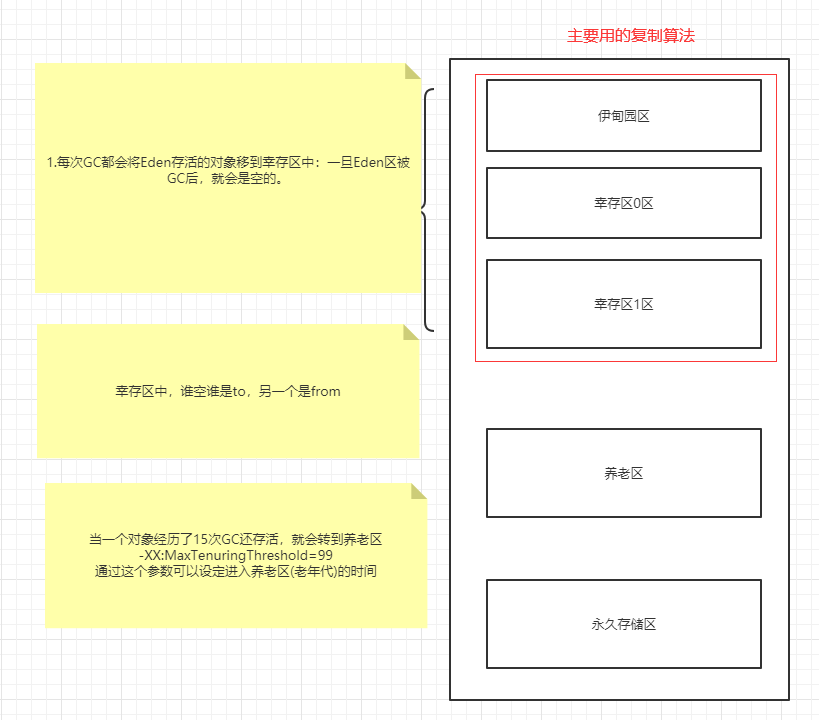 主要用的复制算法
1.每次GC都会将Eden存活的对象移到幸存区中：一旦Eden区被
GC后，就会是空的。
伊甸园区
幸存区0区
幸存区1区
幸存区中，谁空谁是to，另一个是from
养老区
当一个对象经历了15次GC还存活，就会转到养老区
-XX:MaxTenuringThreshold=99
通过这个参数可以设定进入养老区(老年代)的时间
永久存储区